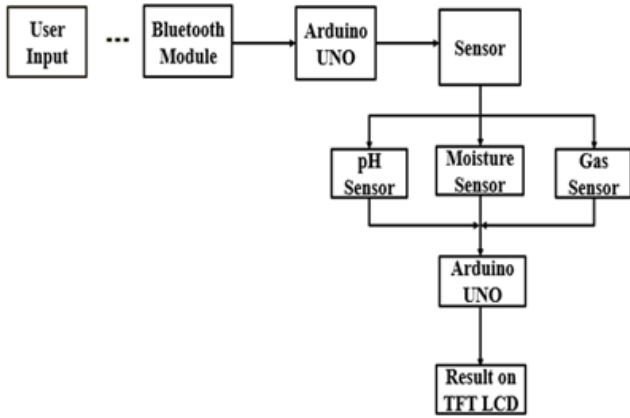 User
Input
Bluetooth
Module
Arduino
UNO
Sensor
pH
Sensor
Moisture
Sensor
Gas
Sensor
Arduino
UNO
Result on
TFT LCD